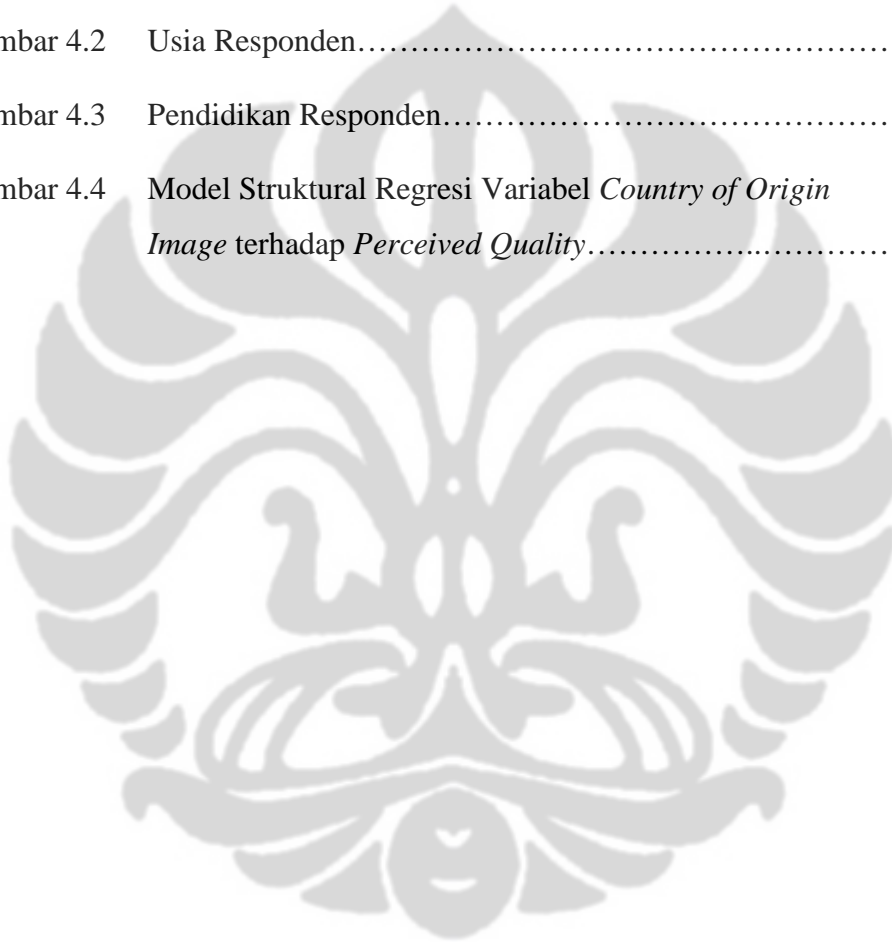 mbar 4.2 Usia Responden……………………………………………
mbar 4.3 Pendidikan Responden……………………………………
mbar 4.4 Model Struktural Regresi Variabel Country of Origin
Image terhadap Perceived Quality……………..…………